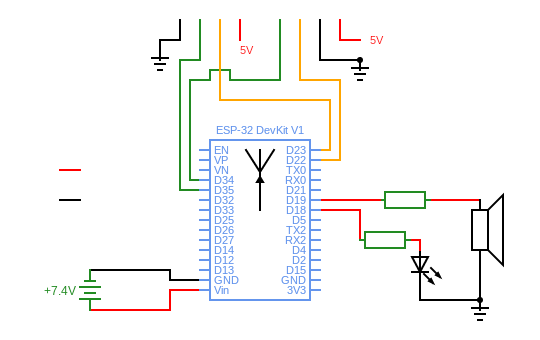 5V
5V
ESP-32 DevKit V1
EN D23
VP D22
VN TX0
D34 RX0
D35 D21
D32 D19
D33 D18
D25 D5
D26 TX2
D27 RX2
D14 D4
D12 D2
D13 D15
GND GND
Vin 3V3
+7.4V